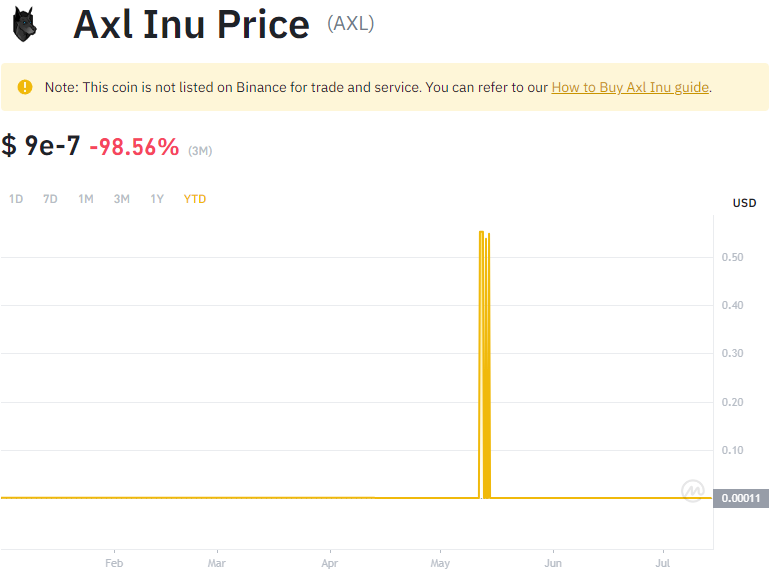 Axl Inu Price (AXL)
Note: This coin is not listed on Binance for trade and service. You can refer to our How to Buy Axl Inu guide.
$ 9e-7 -98.56% (3M)
1D 7D 1M 3M 1Y YTD
USD
0.50
0.40
0.30
0.20
0.10
0.00011
Feb Mar Apr May Jun Jul